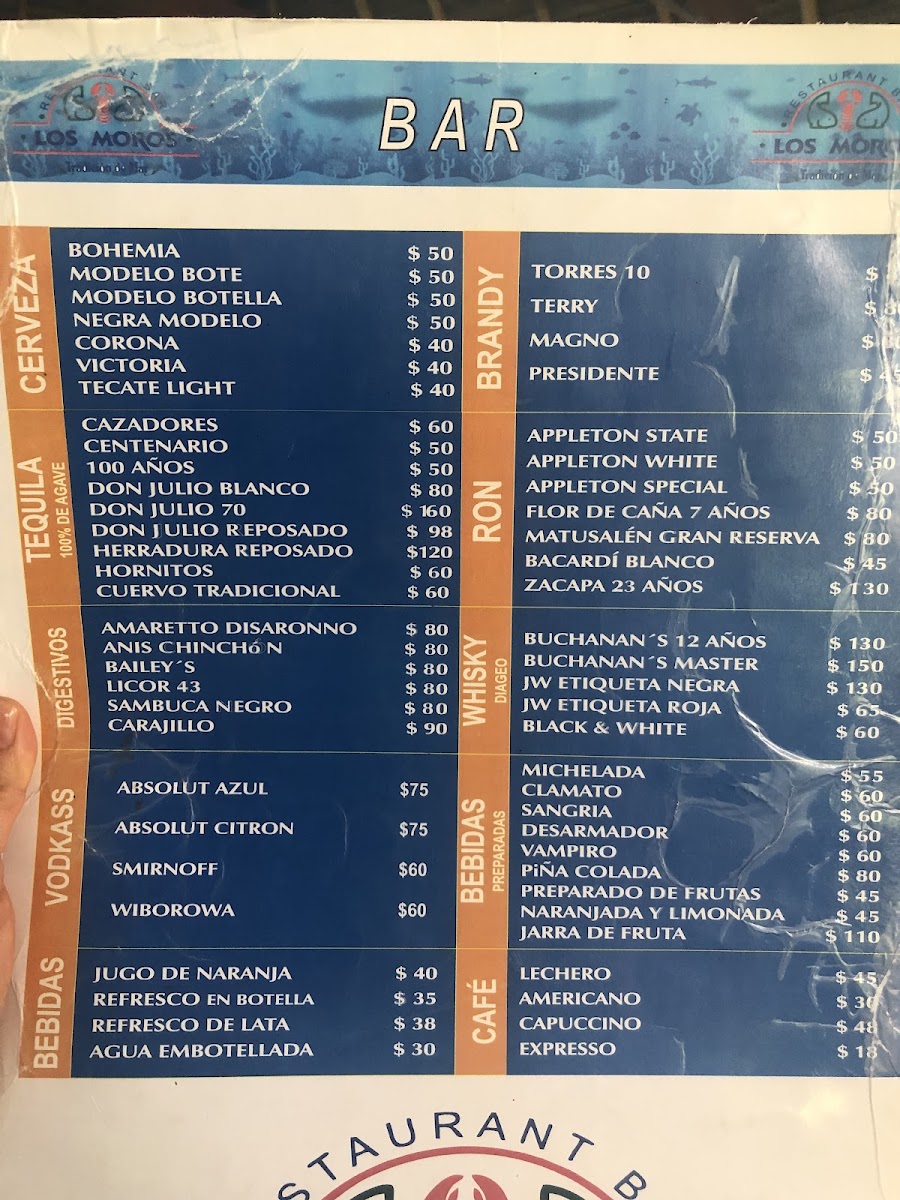 RESTAURANT B
LOS MOROS
BAR
RESTAURANT B
LOS MORO
CERVEZA
BOHEMIA $ 50
MODELO BOTE $ 50
MODELO BOTELLA $ 50
NEGRA MODELO $ 50
CORONA $ 40
VICTORIA $ 40
TECATE LIGHT $ 40
TEQUILA
100% DE AGAVE
CAZADORES $ 60
CENTENARIO $ 50
100 AÑOS $ 50
DON JULIO BLANCO $ 80
DON JULIO 70 $ 160
DON JULIO REPOSADO $ 98
HERRADURA REPOSADO $120
HORNITOS $ 60
CUERVO TRADICIONAL $ 60
DIGESTIVOS
AMARETTO DISARONNO $ 80
ANIS CHINCHóN $ 80
BAILEY´S $ 80
LICOR 43 $ 80
SAMBUCA NEGRO $ 80
CARAJILLO $ 90
VODKASS
ABSOLUT AZUL $75
ABSOLUT CITRON $75
SMIRNOFF $60
WIBOROWA $60
BEBIDAS
JUGO DE NARANJA $ 40
REFRESCO EN BOTELLA $ 35
REFRESCO DE LATA $ 38
AGUA EMBOTELLADA $ 30
BRANDY
TORRES 10 $
TERRY $
MAGNO $
PRESIDENTE $
RON
APPLETON STATE $ 50
APPLETON WHITE $ 50
APPLETON SPECIAL $ 50
FLOR DE CAÑA 7 AÑOS $ 80
MATUSALÉN GRAN RESERVA $ 80
BACARDÍ BLANCO $ 45
ZACAPA 23 AÑOS $ 130
WHISKY
DIAGEO
BUCHANAN´S 12 AÑOS $ 130
BUCHANAN´S MASTER $ 150
JW ETIQUETA NEGRA $ 130
JW ETIQUETA ROJA $ 65
BLACK & WHITE $ 60
BEBIDAS
PREPARADAS
MICHELADA $ 55
CLAMATO $ 60
SANGRIA $ 60
DESARMADOR $ 60
VAMPIRO $ 60
PiÑA COLADA $ 80
PREPARADO DE FRUTAS $ 45
NARANJADA Y LIMONADA $ 45
JARRA DE FRUTA $ 110
CAFÉ
LECHERO $ 45
AMERICANO $
CAPUCCINO $ 48
EXPRESSO $ 18
STAURANT B